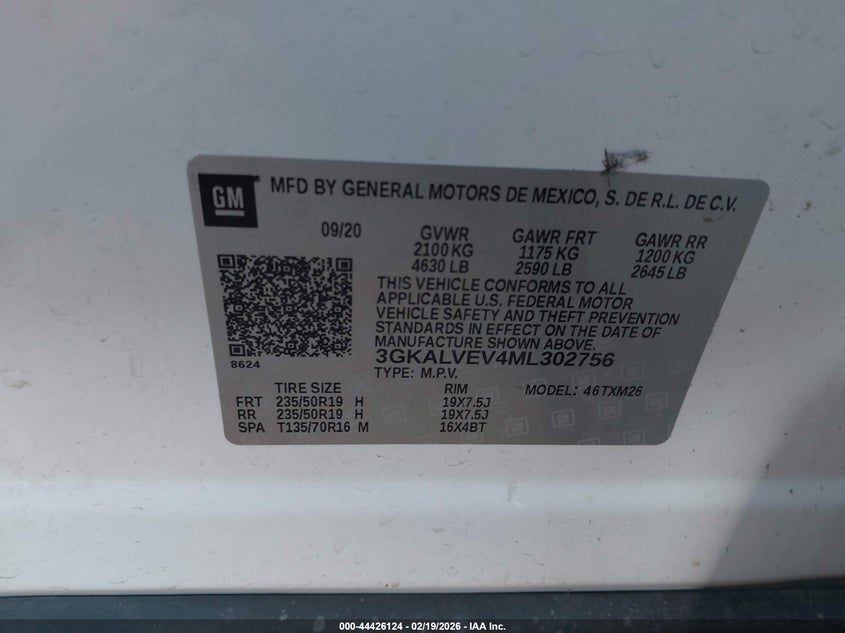 GM MFD BY GENERAL MOTORS DE MEXICO, S. DE R.L. DE C.V.
09/20 GVWR GAWR FRT GAWR RR
2100 KG 1175 KG 1200 KG
4630 LB 2590 LB 2645 LB
THIS VEHICLE CONFORMS TO ALL
APPLICABLE U.S. FEDERAL MOTOR
VEHICLE SAFETY AND THEFT PREVENTION
STANDARDS IN EFFECT ON THE DATE OF
MANUFACTURE SHOWN ABOVE.
8624 3GKALVEV4ML302756
TYPE: M.P.V.
TIRE SIZE RIM MODEL: 46TXM26
FRT 235/50R19 H 19X7.5J
RR 235/50R19 H 19X7.5J
SPA T135/70R16 M 16X4BT
000-44426124 - 02/19/2026 - IAA Inc.